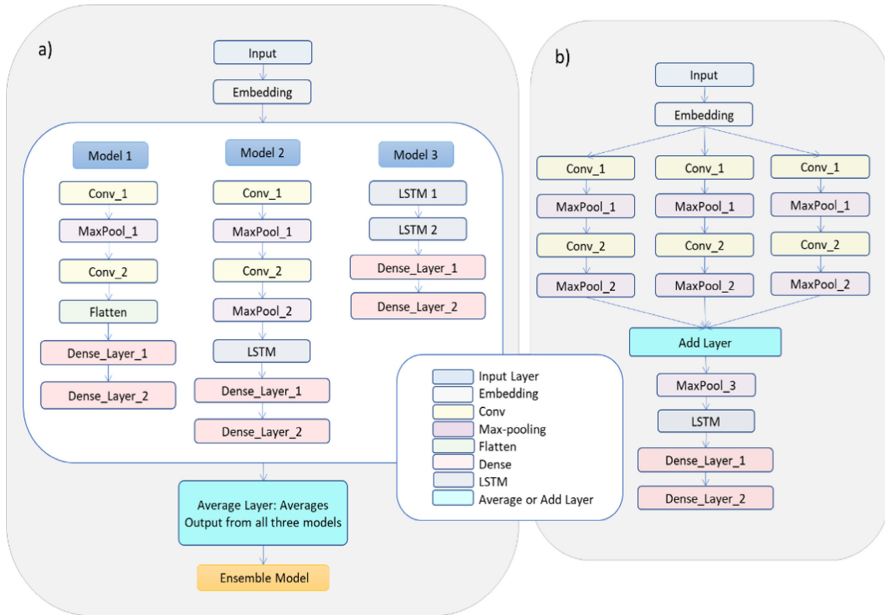 a)
Input
Embedding
Model 1
Conv_1
MaxPool_1
Conv_2
Flatten
Dense_Layer_1
Dense_Layer_2
Model 2
Conv_1
MaxPool_1
Conv_2
MaxPool_2
LSTM
Dense_Layer_1
Dense_Layer_2
Model 3
LSTM 1
LSTM 2
Dense_Layer_1
Dense_Layer_2
Average Layer: Averages
Output from all three models
Ensemble Model
Input Layer
Embedding
Conv
Max-pooling
Flatten
Dense
LSTM
Average or Add Layer
b)
Input
Embedding
Conv_1
MaxPool_1
Conv_2
MaxPool_2
Conv_1
MaxPool_1
Conv_2
MaxPool_2
Conv_1
MaxPool_1
Conv_2
MaxPool_2
Add Layer
MaxPool_3
LSTM
Dense_Layer_1
Dense_Layer_2